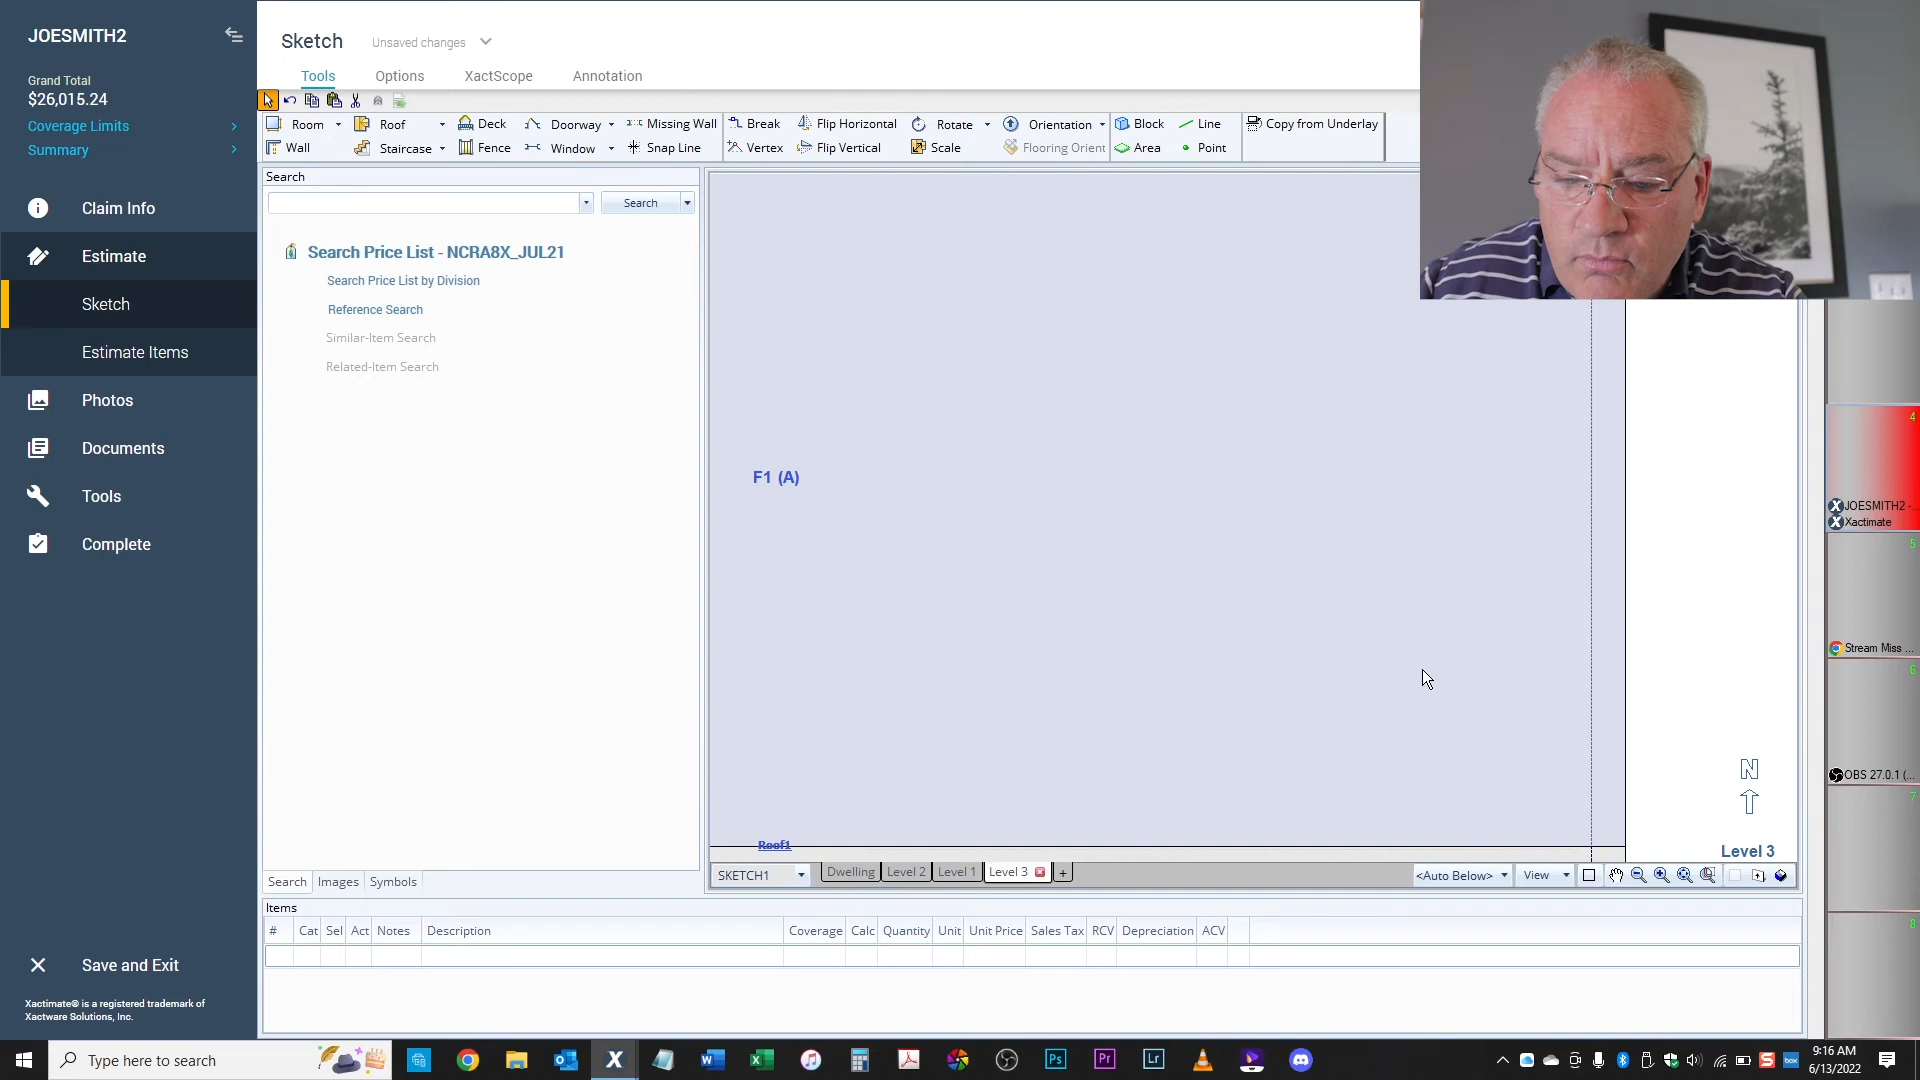 JOESMITH2
Grand Total
$26,015.24
Coverage Limits
Summary
Claim Info
Estimate
Sketch
Estimate Items
Photos
Documents
Tools
Complete
Save and Exit
Xactimate® is a registered trademark of
Xactware Solutions, Inc.
Sketch Unsaved changes
Tools Options XactScope Annotation
Room Roof Deck Doorway Missing Wall Break Flip Horizontal Rotate Orientation Block Line Copy from Underlay
Wall Staircase Fence Window Snap Line Vertex Flip Vertical Scale Flooring Orient Area Point
Search
Search
Search Price List - NCRA8X_JUL21
Search Price List by Division
Reference Search
Similar-Item Search
Related-Item Search
F1 (A)
Roof1
N
Level 3
Search Images Symbols
SKETCH1 Dwelling Level 2 Level 1 Level 3 + <Auto Below> View
Items
# Cat Sel Act Notes Description Coverage Calc Quantity Unit Unit Price Sales Tax RCV Depreciation ACV
4
JOESMITH2 -...
Xactimate
5
Stream Miss ...
6
OBS 27.0.1 (...
7
8
Type here to search
9:16 AM
6/13/2022